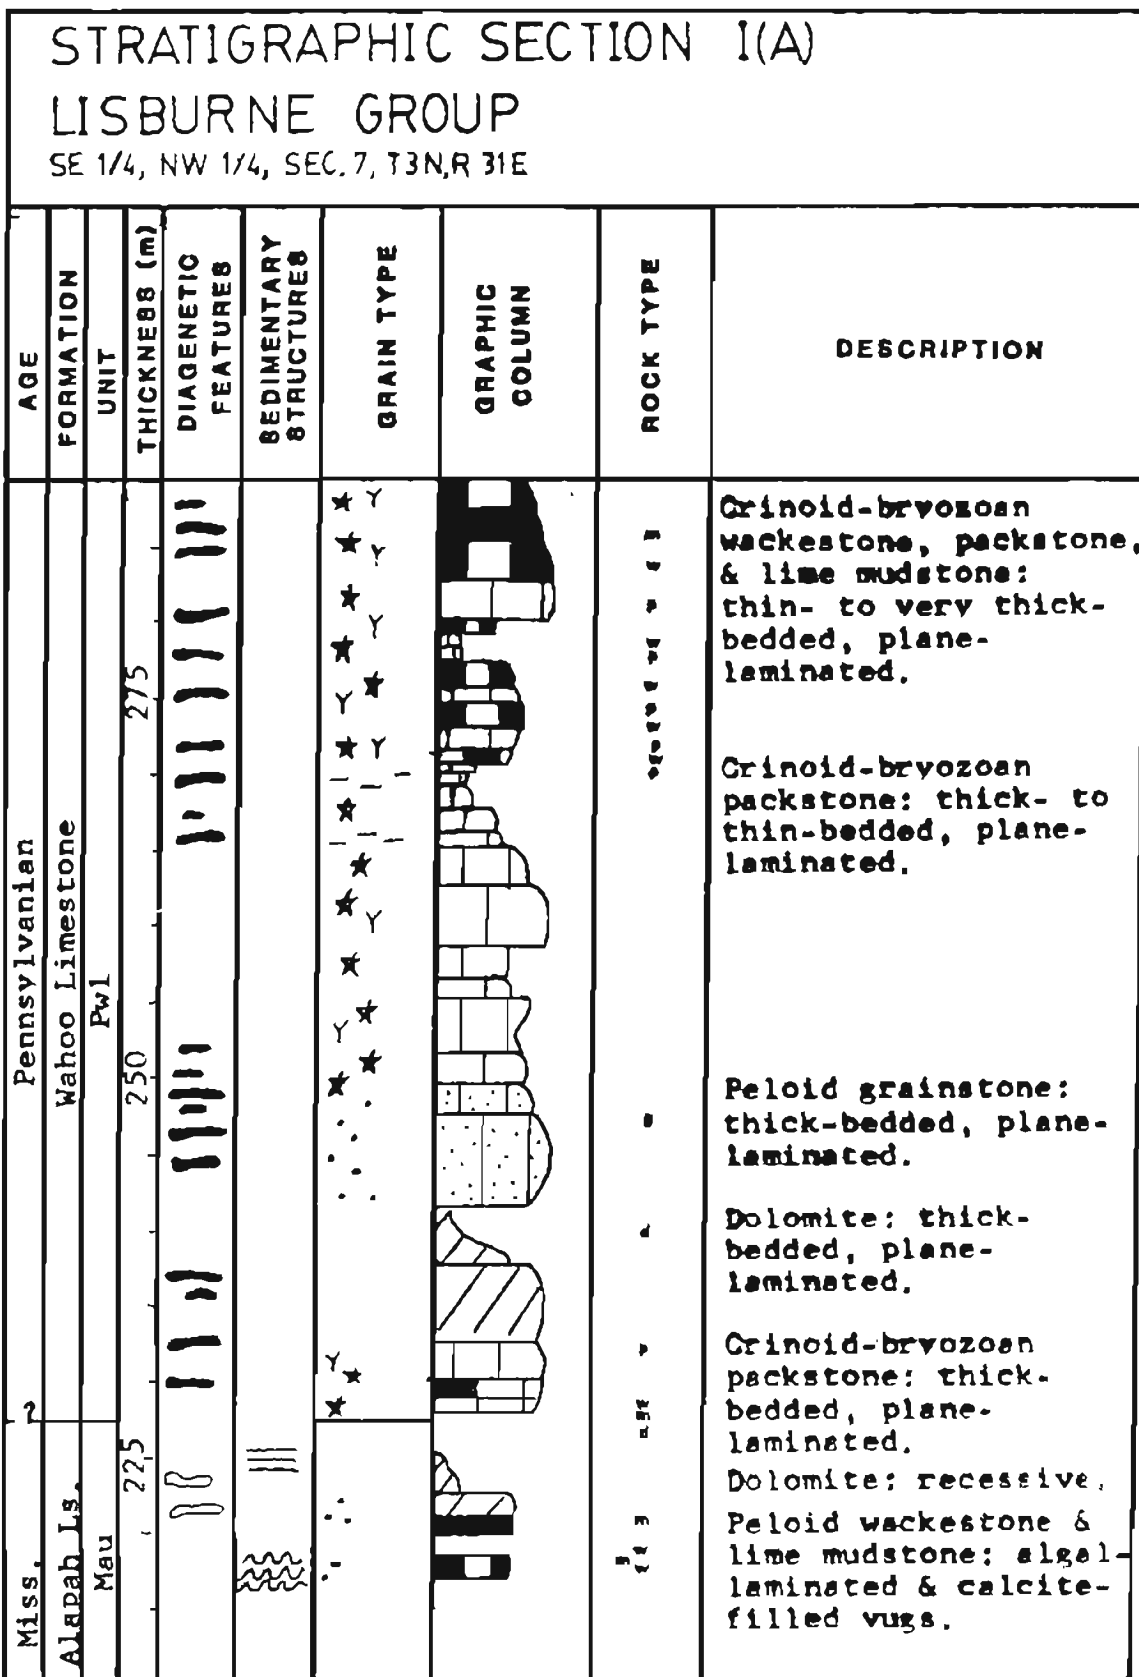 STRATIGRAPHIC SECTION I(A)
LISBURNE GROUP
SE 1/4, NW 1/4, SEC. 7, T3N,R 31E
AGE
FORMATION
UNIT
THICKNESS (m)
DIAGENETIC
FEATURES
SEDIMENTARY
STRUCTURES
GRAIN TYPE
GRAPHIC
COLUMN
ROCK TYPE
DESCRIPTION
Pennsylvanian
?
Miss.
Wahoo Limestone
Alapah Ls.
Pwl
Mau
275
250
225
Crinoid-bryozoan
wackestone, packstone,
& lime mudstone:
thin- to very thick-
bedded, plane-
laminated.
Crinoid-bryozoan
packstone: thick- to
thin-bedded, plane-
laminated.
Peloid grainstone:
thick-bedded, plane-
laminated.
Dolomite: thick-
bedded, plane-
laminated.
Crinoid-bryozoan
packstone: thick-
bedded, plane-
laminated.
Dolomite: recessive.
Peloid wackestone &
lime mudstone: algal-
laminated & calcite-
filled vugs.